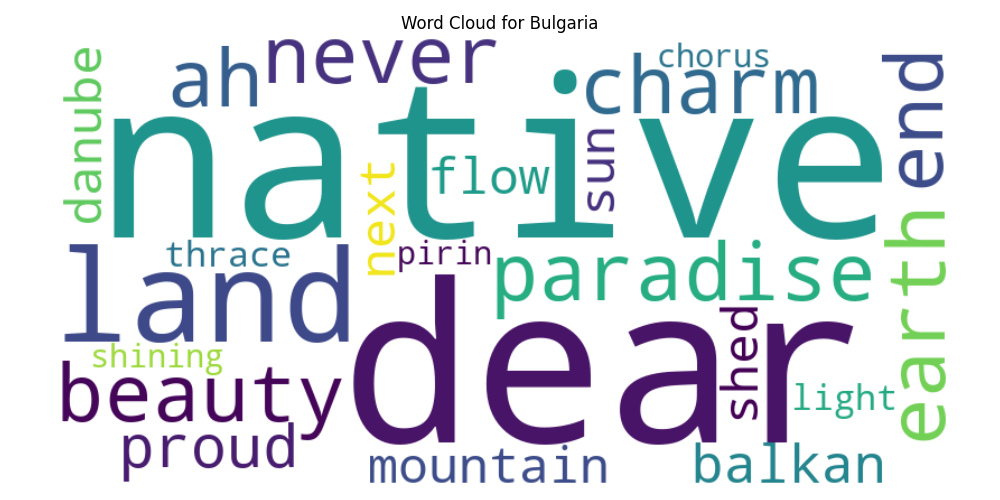 Word Cloud for Bulgaria
never
chorus
ah
charm
danube
native
end
sun
flow
next
thrace
pirin
land
paradise
earth
dear
shining
beauty
shed
light
proud
mountain
balkan